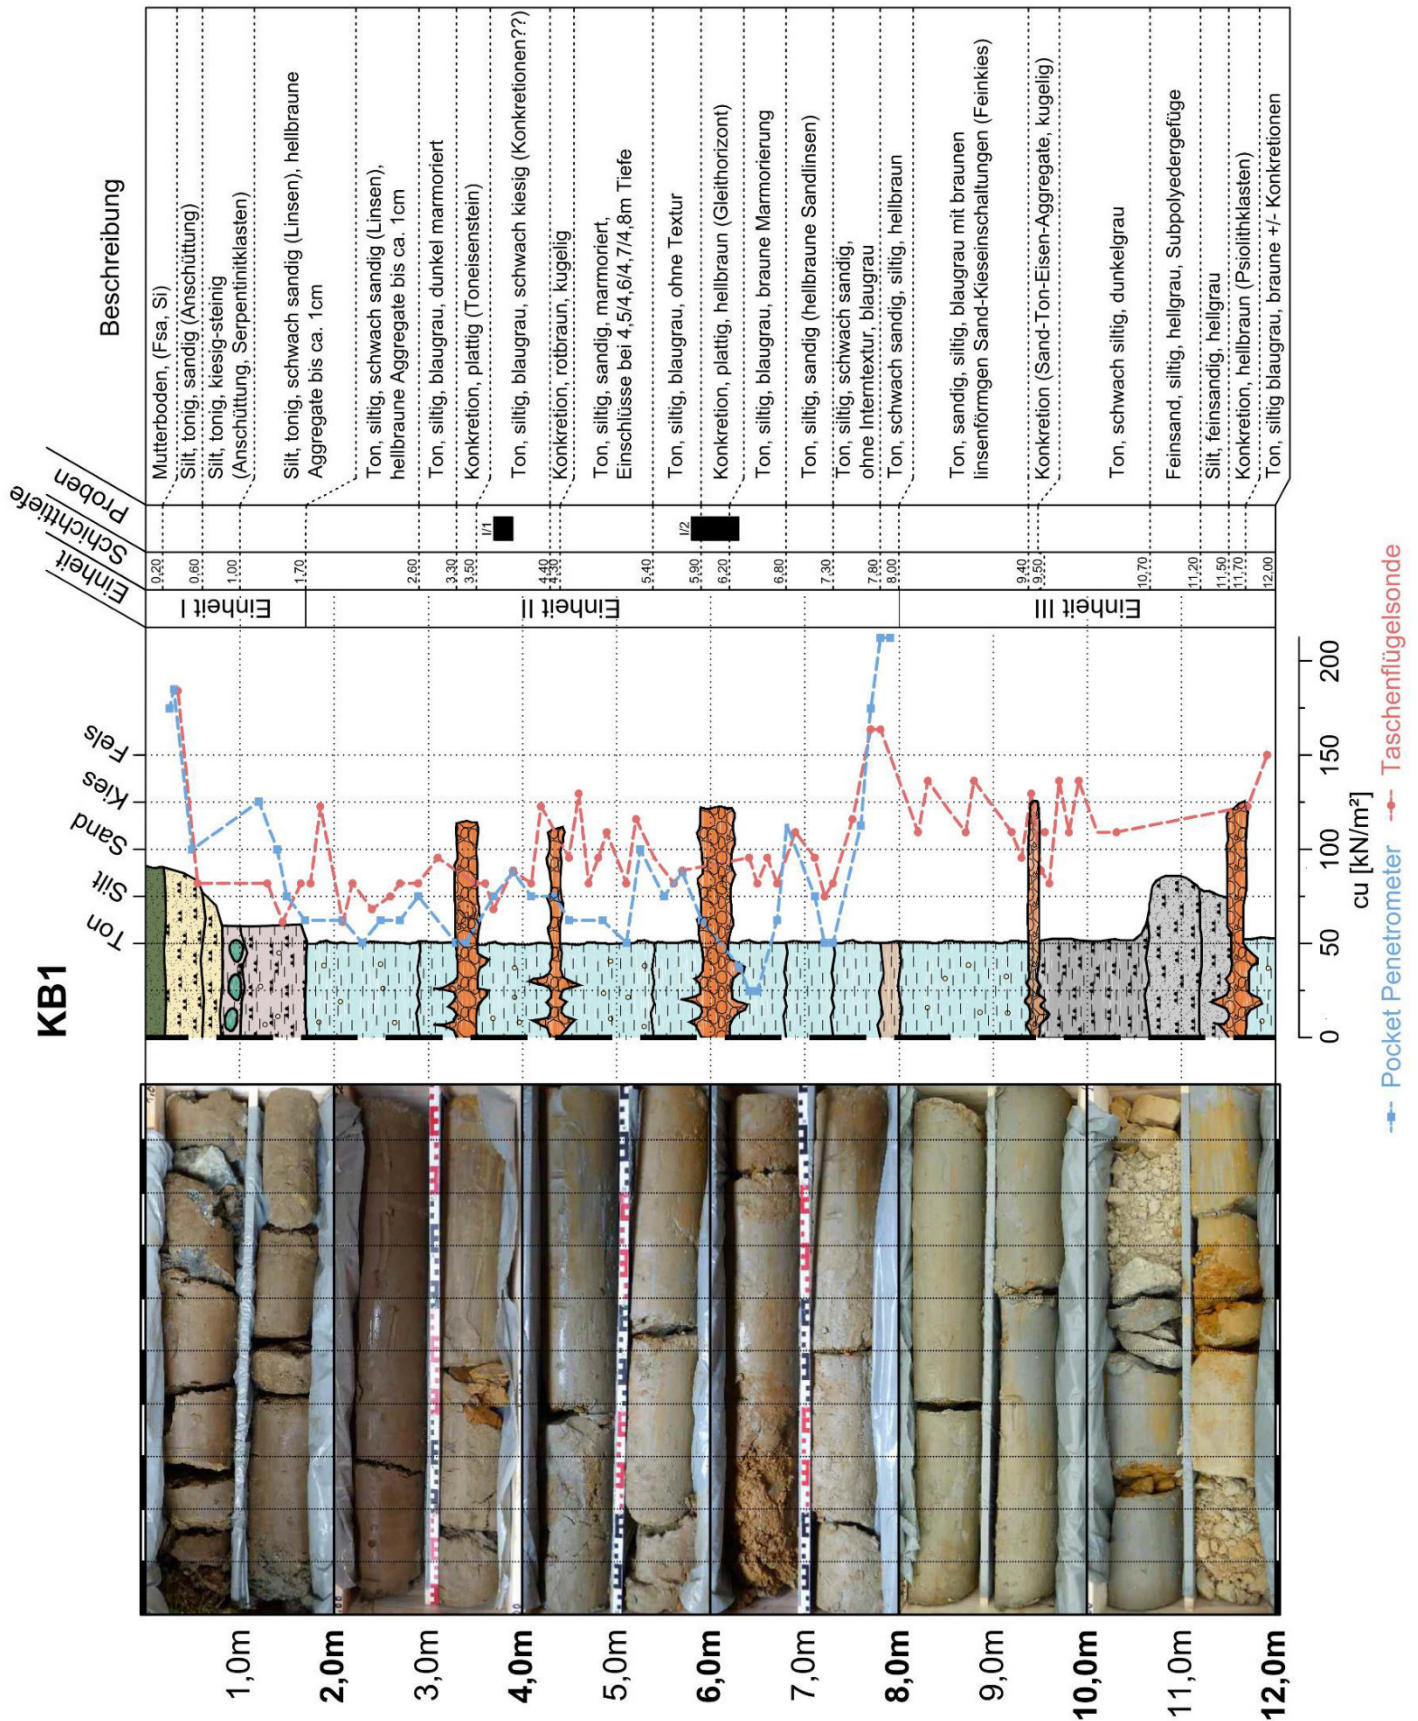 KB1
Ton
Silt
Sand
Kies
Fels
Einheit
Schichttiefe
Proben
Beschreibung
0,20
0,60
1,00
1,70
2,60
3,30
3,50
4,40
4,30
5,40
5,90
6,20
6,80
7,30
7,80
8,00
9,40
9,50
10,70
11,20
11,50
11,70
12,00
Einheit I
Einheit II
Einheit III
I/1
I/2
Mutterboden, (Fsa, Si)
Silt, tonig, sandig (Anschüttung)
Silt, tonig, kiesig-steinig
(Anschüttung, Serpentinitklasten)
Silt, tonig, schwach sandig (Linsen), hellbraune
Aggregate bis ca. 1cm
Ton, siltig, schwach sandig (Linsen),
hellbraune Aggregate bis ca. 1cm
Ton, siltig, blaugrau, dunkel marmoriert
Konkretion, plattig (Toneisenstein)
Ton, siltig, blaugrau, schwach kiesig (Konkretionen??)
Konkretion, rotbraun, kugelig
Ton, siltig, sandig, marmoriert,
Einschlüsse bei 4,5/4,6/4,7/4,8m Tiefe
Ton, siltig, blaugrau, ohne Textur
Konkretion, plattig, hellbraun (Gleithorizont)
Ton, siltig, blaugrau, braune Marmorierung
Ton, siltig, sandig (hellbraune Sandlinsen)
Ton, siltig, schwach sandig,
ohne Interntextur, blaugrau
Ton, schwach sandig, siltig, hellbraun
Ton, sandig, siltig, blaugrau mit braunen
linsenförmgen Sand-Kieseinschaltungen (Feinkies)
Konkretion (Sand-Ton-Eisen-Aggregate, kugelig)
Ton, schwach siltig, dunkelgrau
Feinsand, siltig, hellgrau, Subpolyedergefüge
Silt, feinsandig, hellgrau
Konkretion, hellbraun (Psiolithklasten)
Ton, siltig blaugrau, braune +/- Konkretionen
1,0m
2,0m
3,0m
4,0m
5,0m
6,0m
7,0m
8,0m
9,0m
10,0m
11,0m
12,0m
0
50
100
150
200
cu [kN/m²]
Pocket Penetrometer
Taschenflügelsonde